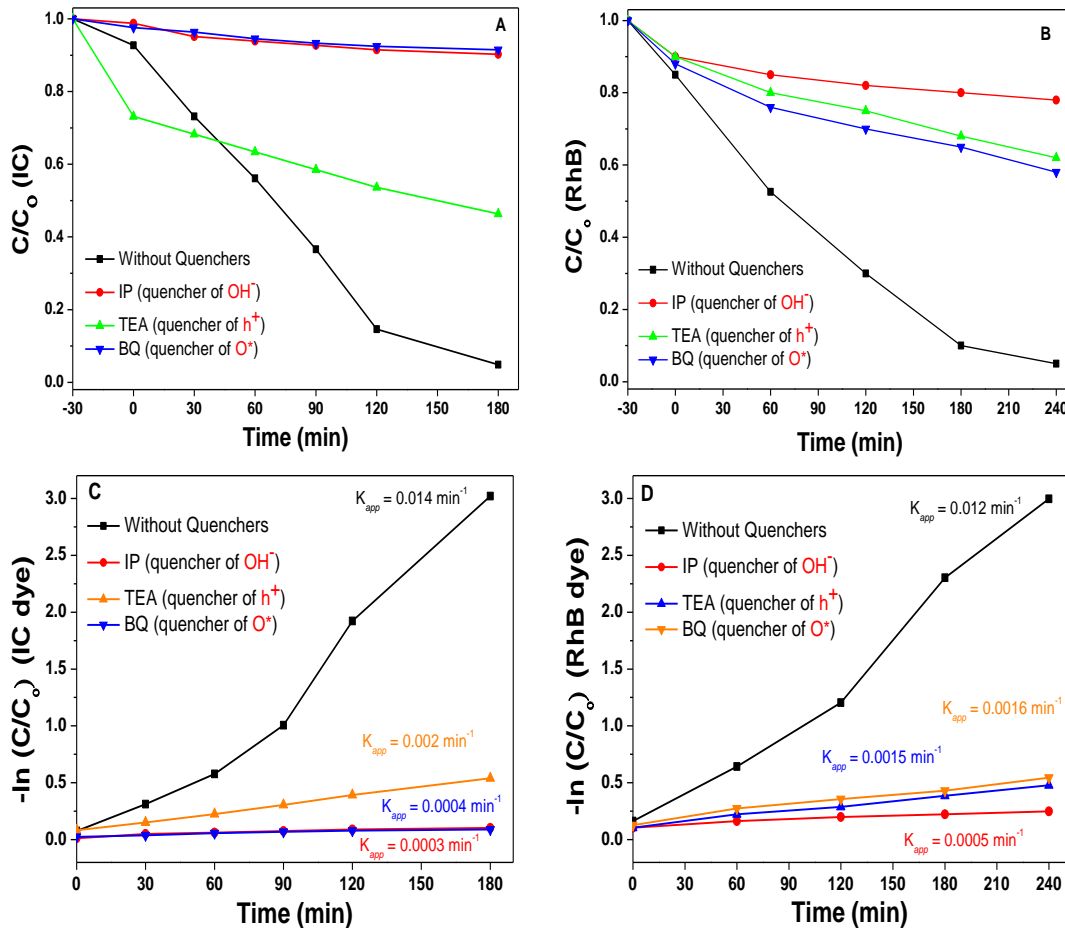 A
C/Co (IC)
1.0
0.8
0.6
0.4
0.2
0.0
Without Quenchers
IP (quencher of OH-)
TEA (quencher of h+)
BQ (quencher of O*)
-30 0 30 60 90 120 150 180
Time (min)
B
C/Co (RhB)
1.0
0.8
0.6
0.4
0.2
0.0
Without Quenchers
IP (quencher of OH-)
TEA (quencher of h+)
BQ (quencher of O*)
-30 0 30 60 90 120 150 180 210 240
Time (min)
C
-ln (C/Co) (IC dye)
3.0
2.5
2.0
1.5
1.0
0.5
0.0
Kapp = 0.014 min-1
Without Quenchers
IP (quencher of OH-)
TEA (quencher of h+)
BQ (quencher of O*)
Kapp = 0.002 min-1
Kapp = 0.0004 min-1
Kapp = 0.0003 min-1
0 30 60 90 120 150 180
Time (min)
D
-ln (C/Co) (RhB dye)
3.0
2.5
2.0
1.5
1.0
0.5
0.0
Kapp = 0.012 min-1
Without Quenchers
IP (quencher of OH-)
TEA (quencher of h+)
BQ (quencher of O*)
Kapp = 0.0016 min-1
Kapp = 0.0015 min-1
Kapp = 0.0005 min-1
0 30 60 90 120 150 180 210 240
Time (min)